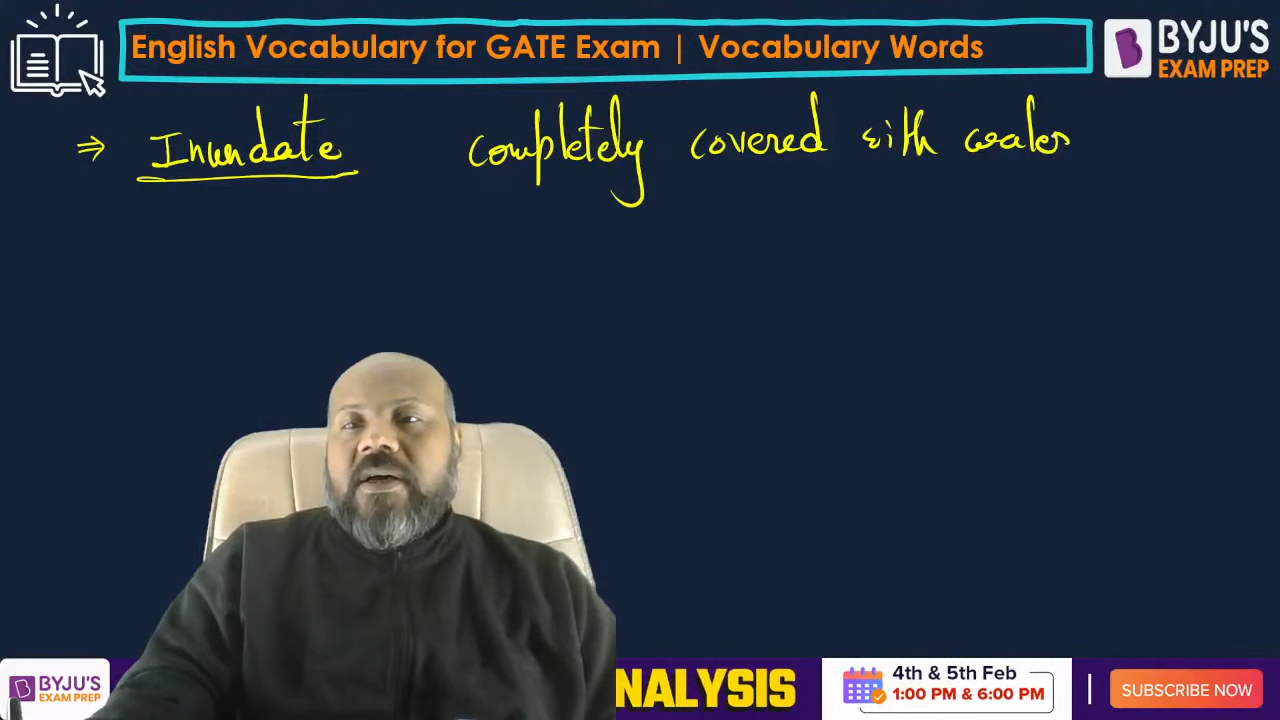 English Vocabulary for GATE Exam | Vocabulary Words
BYJU'S
EXAM PREP
⇒ Inundate completely covered with water
BYJU'S
EXAM PREP
NALYSIS
4th & 5th Feb
1:00 PM & 6:00 PM
SUBSCRIBE NOW